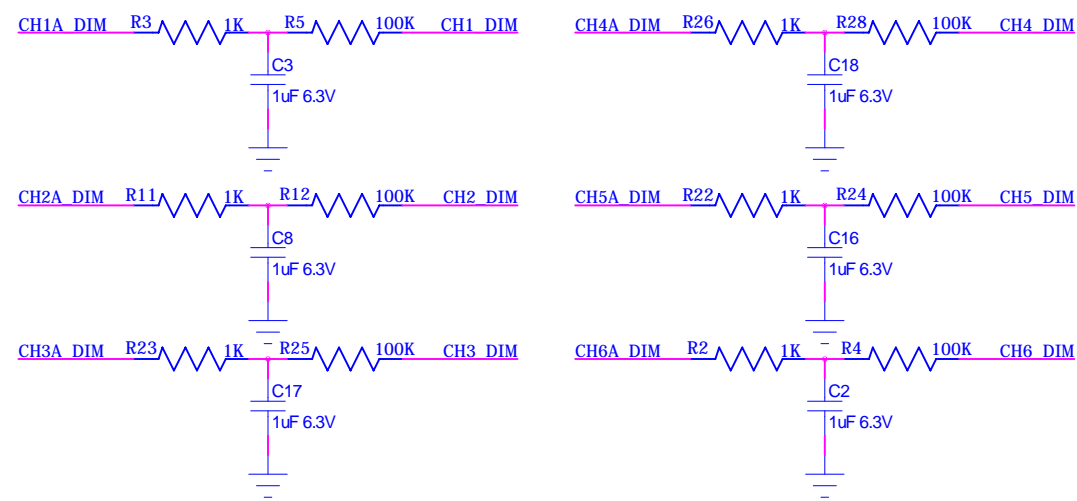 CH1A_DIM R3 1K R5 100K CH1_DIM
C3
1uF 6.3V
CH4A_DIM R26 1K R28 100K CH4_DIM
C18
1uF 6.3V
CH2A_DIM R11 1K R12 100K CH2_DIM
C8
1uF 6.3V
CH5A_DIM R22 1K R24 100K CH5_DIM
C16
1uF 6.3V
CH3A_DIM R23 1K R25 100K CH3_DIM
C17
1uF 6.3V
CH6A_DIM R2 1K R4 100K CH6_DIM
C2
1uF 6.3V